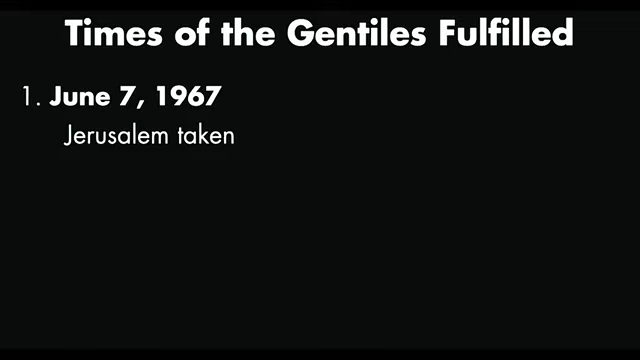 Times of the Gentiles Fulfilled
1. June 7, 1967
Jerusalem taken